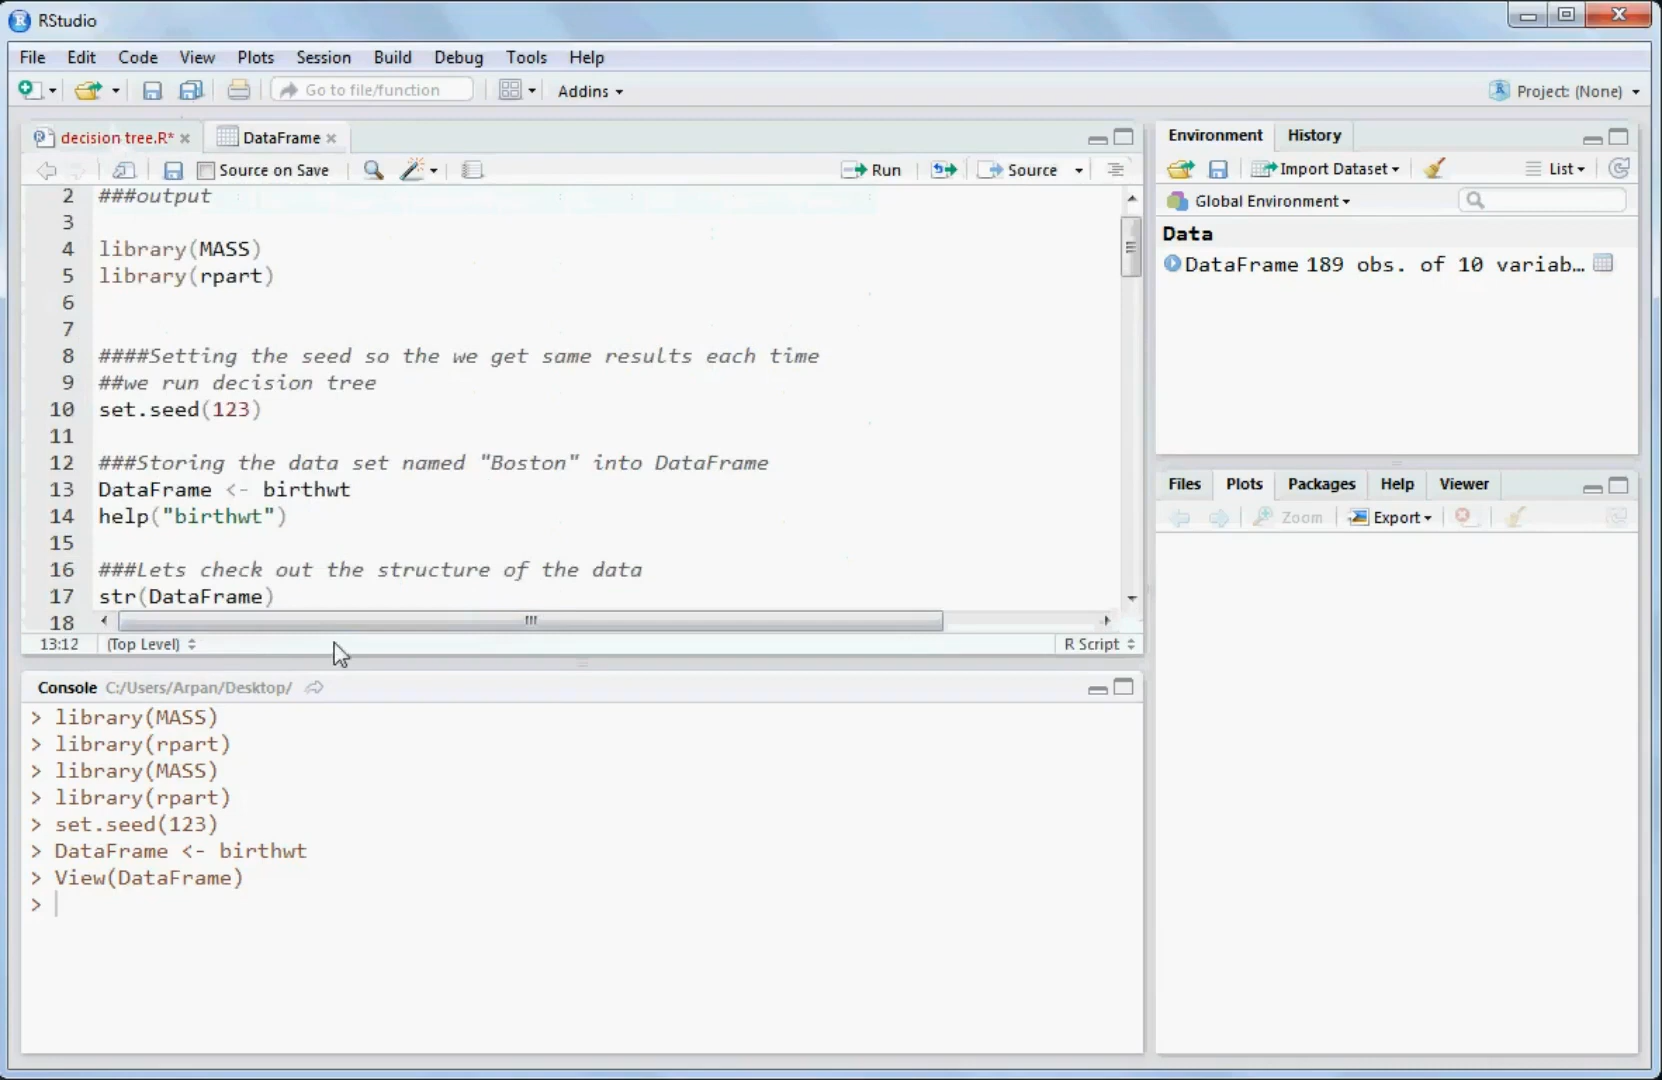 RStudio
File Edit Code View Plots Session Build Debug Tools Help
Go to file/function Addins Project: (None)
decision tree.R* DataFrame
Source on Save Run Source
2 ###output
3
4 library(MASS)
5 library(rpart)
6
7
8 ####Setting the seed so the we get same results each time
9 ##we run decision tree
10 set.seed(123)
11
12 ###Storing the data set named "Boston" into DataFrame
13 DataFrame <- birthwt
14 help("birthwt")
15
16 ###Lets check out the structure of the data
17 str(DataFrame)
18
13:12 (Top Level) R Script
Console C:/Users/Arpan/Desktop/
> library(MASS)
> library(rpart)
> library(MASS)
> library(rpart)
> set.seed(123)
> DataFrame <- birthwt
> View(DataFrame)
>
Environment History
Import Dataset List
Global Environment
Data
DataFrame 189 obs. of 10 variab…
Files Plots Packages Help Viewer
Zoom Export